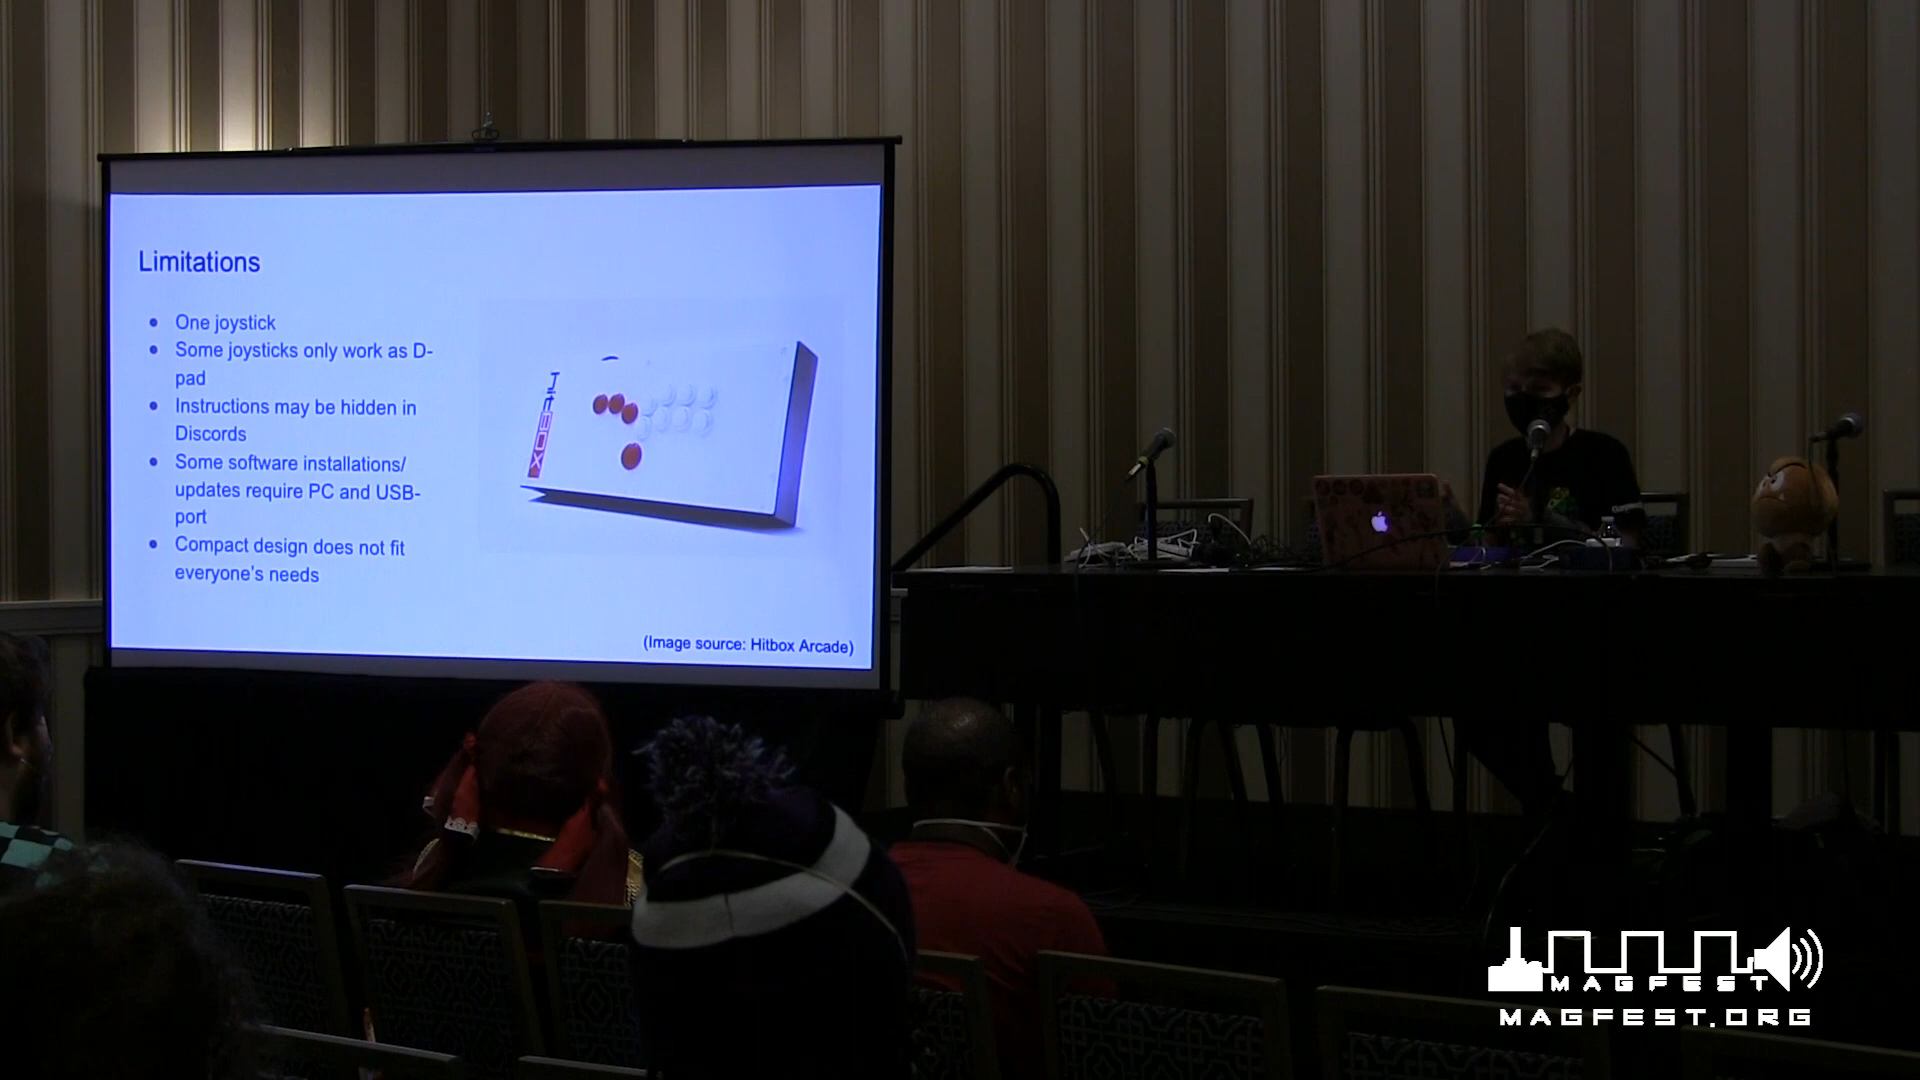 Limitations
● One joystick
● Some joysticks only work as D-
pad
● Instructions may be hidden in
Discords
● Some software installations/
updates require PC and USB-
port
● Compact design does not fit
everyone's needs
hitBOX
(Image source: Hitbox Arcade)
MAGFEST
MAGFEST.ORG